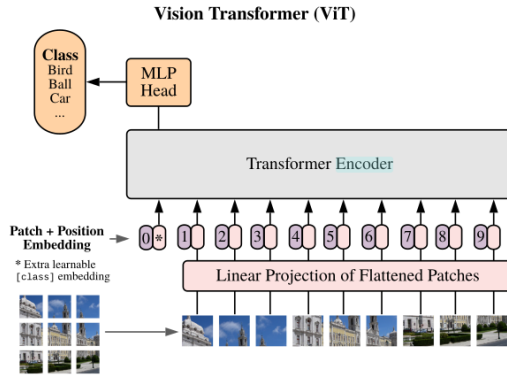 Vision Transformer (ViT)
Class
Bird
Ball
Car
...
MLP
Head
Transformer Encoder
Patch + Position
Embedding
0 * 1 2 3 4 5 6 7 8 9
* Extra learnable
[class] embedding
Linear Projection of Flattened Patches